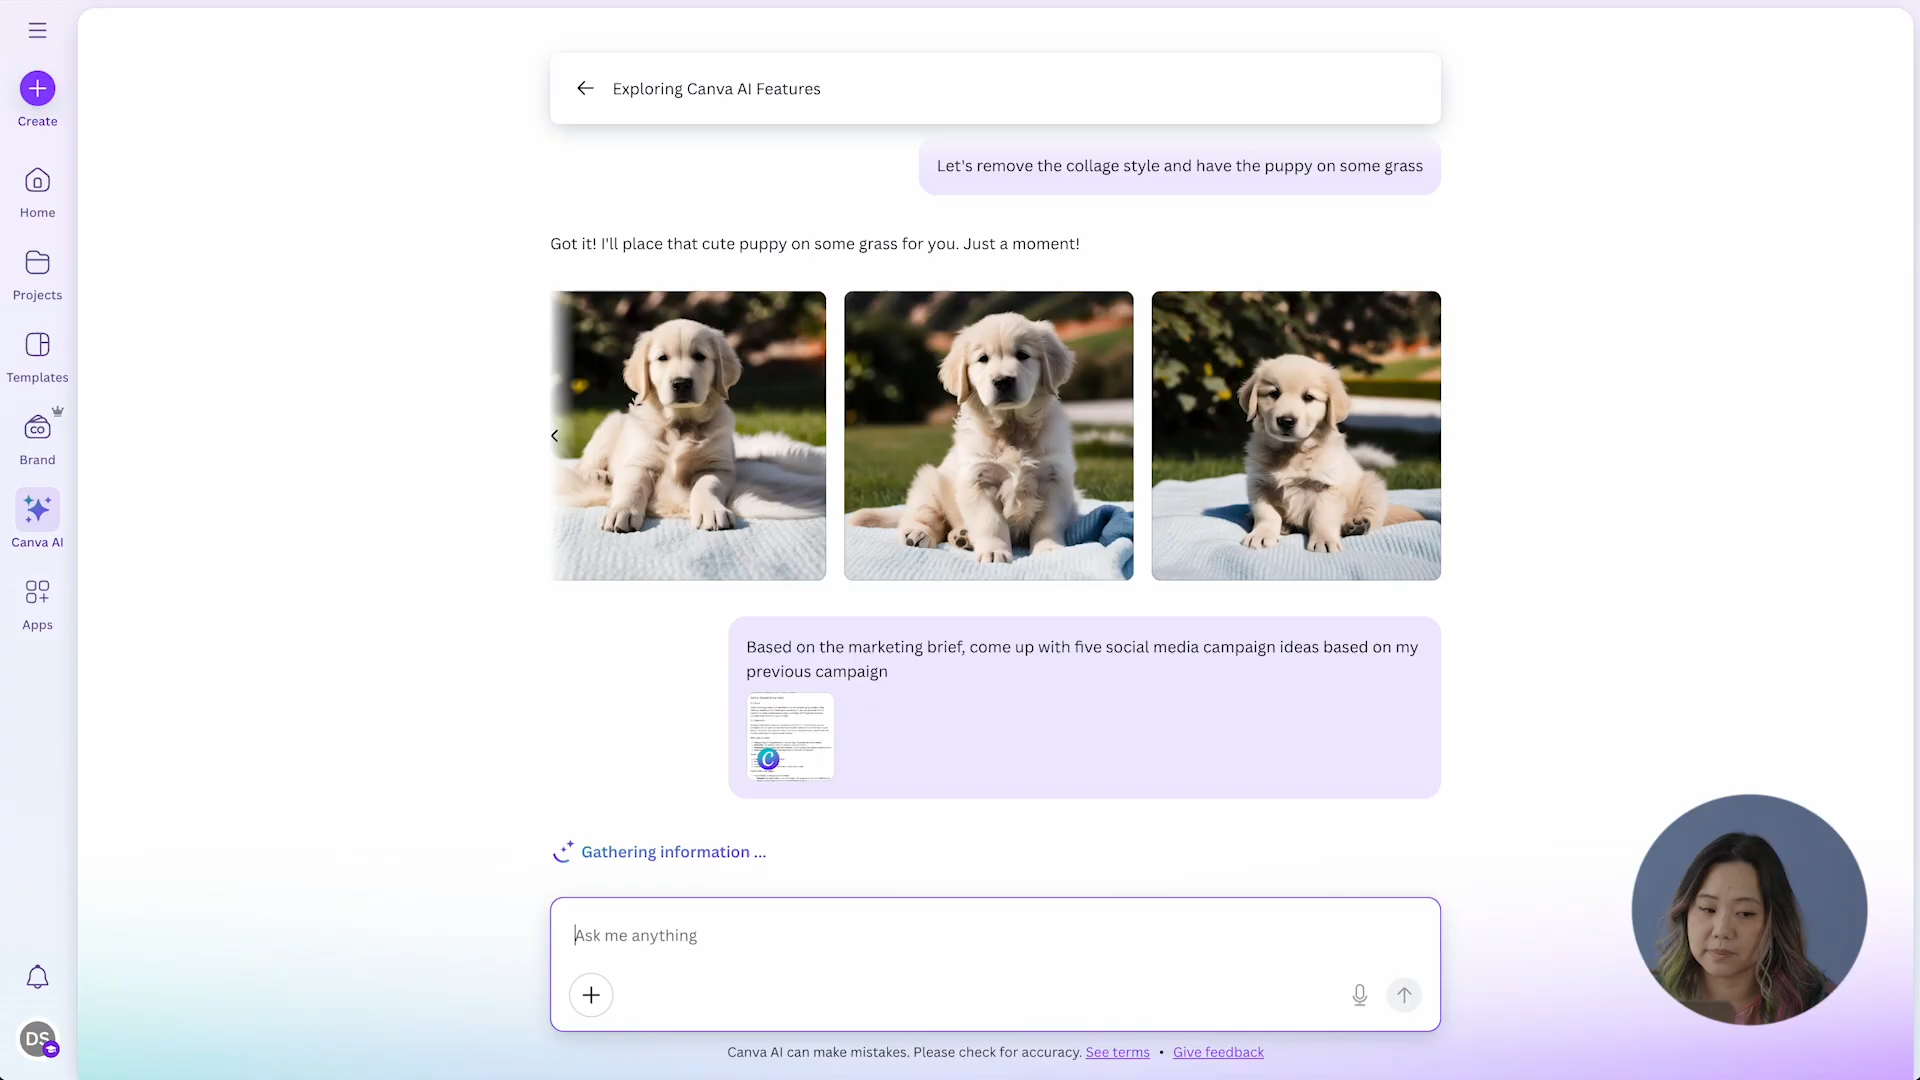 Create
Home
Projects
Templates
CO
Brand
Canva AI
Apps
DS
Exploring Canva AI Features
Let's remove the collage style and have the puppy on some grass
Got it! I'll place that cute puppy on some grass for you. Just a moment!
Based on the marketing brief, come up with five social media campaign ideas based on my
previous campaign
C
Gathering information ...
Ask me anything
Canva AI can make mistakes. Please check for accuracy. See terms • Give feedback